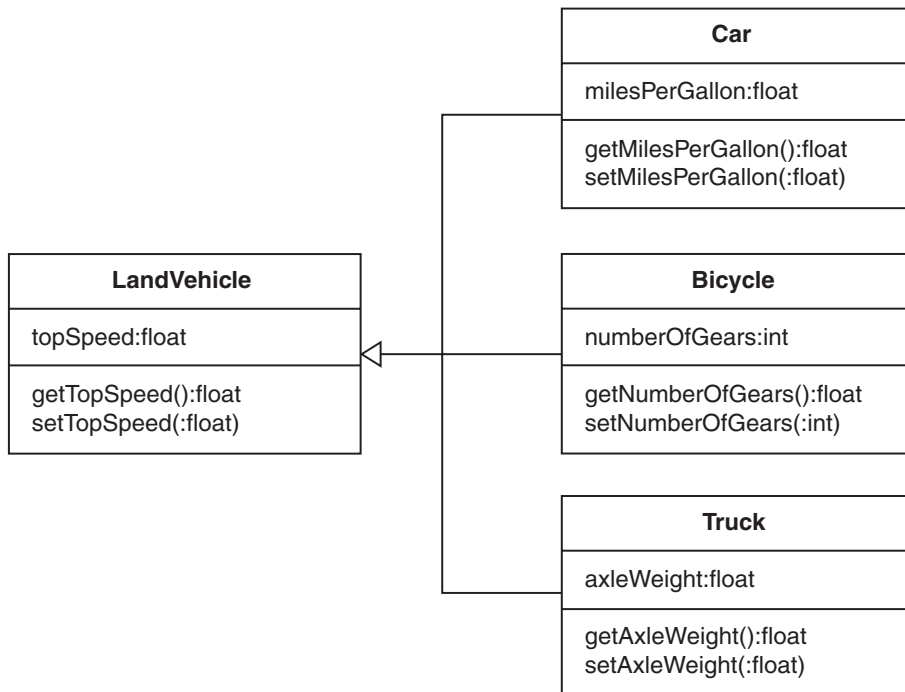 Car
milesPerGallon:float
getMilesPerGallon():float
setMilesPerGallon(:float)
LandVehicle
topSpeed:float
getTopSpeed():float
setTopSpeed(:float)
Bicycle
numberOfGears:int
getNumberOfGears():float
setNumberOfGears(:int)
Truck
axleWeight:float
getAxleWeight():float
setAxleWeight(:float)